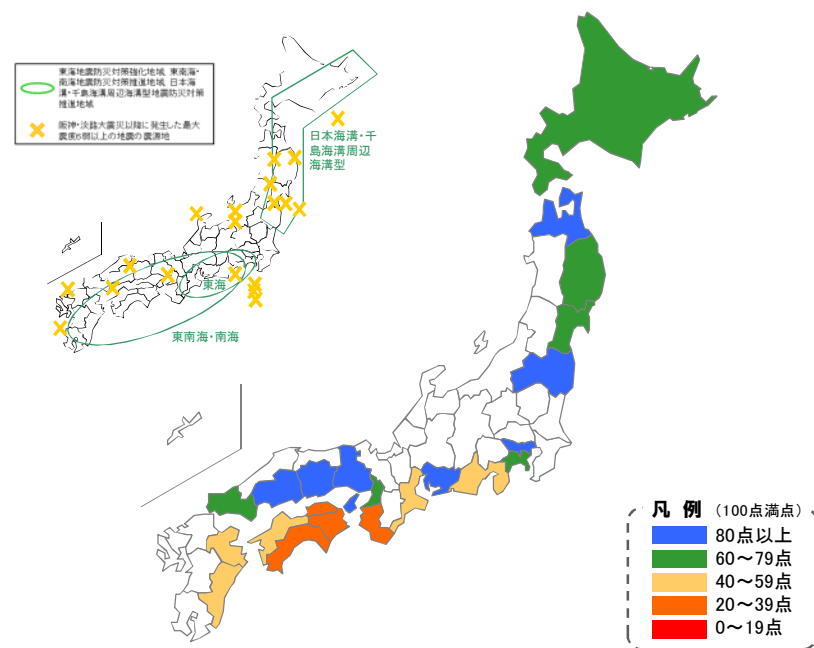 東海地震防災対策強化地域、東南海・
南海地震防災対策推進地域、日本海
溝・千島海溝周辺海溝型地震防災対策
推進地域
阪神・淡路大震災以降に発生した最大
震度6弱以上の地震の震源地
日本海溝・千
島海溝周辺
海溝型
東海
東南海・南海
凡 例 (100点満点)
80点以上
60～79点
40～59点
20～39点
0～19点